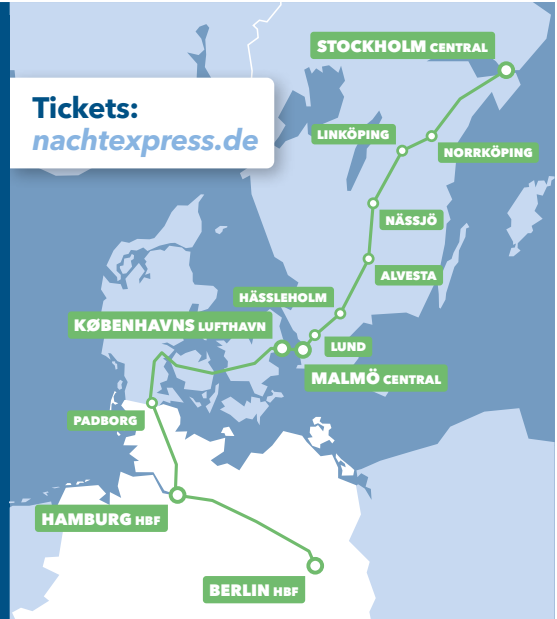 STOCKHOLM CENTRAL
Tickets:
nachtexpress.de
LINKÖPING
NORRKÖPING
NÄSSJÖ
ALVESTA
HÄSSLEHOLM
KØBENHAVNS LUFTHAVN
LUND
MALMÖ CENTRAL
PADBORG
HAMBURG HBF
BERLIN HBF